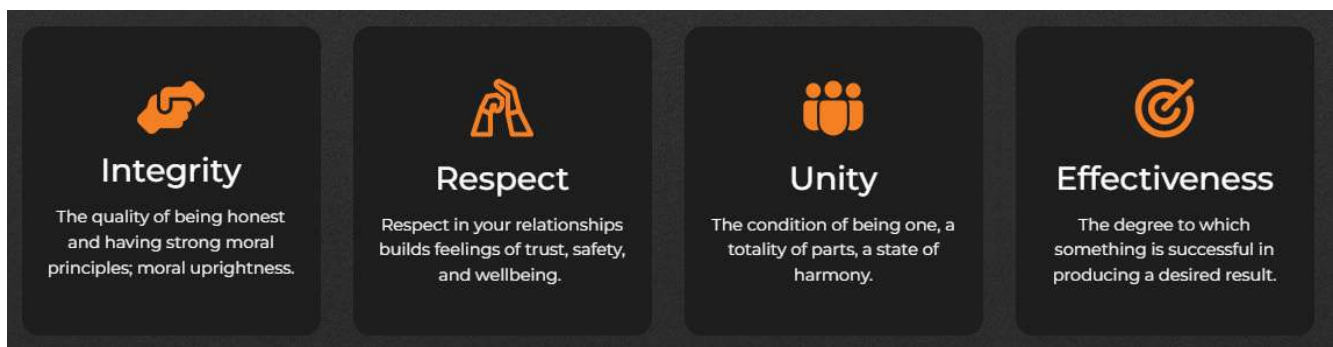 Integrity
The quality of being honest
and having strong moral
principles; moral uprightness.
Respect
Respect in your relationships
builds feelings of trust, safety,
and wellbeing.
Unity
The condition of being one, a
totality of parts, a state of
harmony.
Effectiveness
The degree to which
something is successful in
producing a desired result.